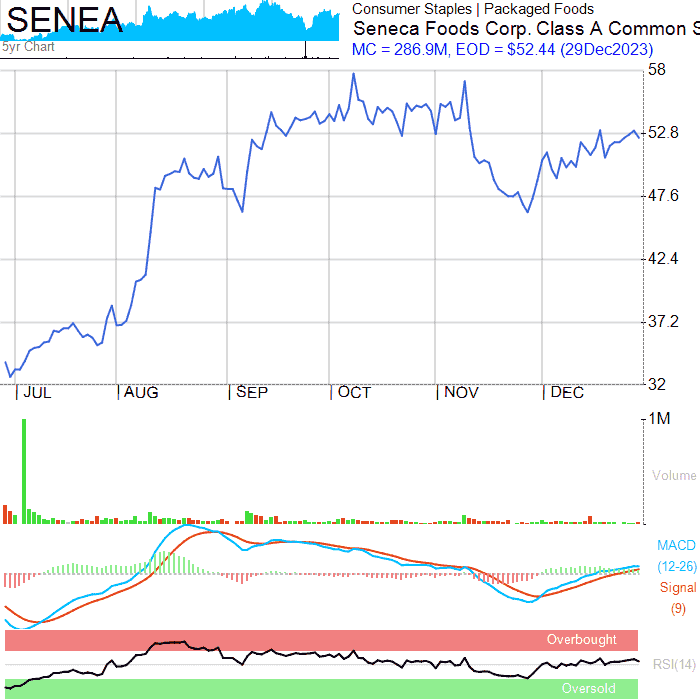 SENEA
5yr Chart
Consumer Staples | Packaged Foods
Seneca Foods Corp. Class A Common S
MC = 286.9M, EOD = $52.44 (29Dec2023)
58
52.8
47.6
42.4
37.2
32
JUL AUG SEP OCT NOV DEC
1M
Volume
MACD
(12-26)
Signal
(9)
Overbought
RSI(14)
Oversold